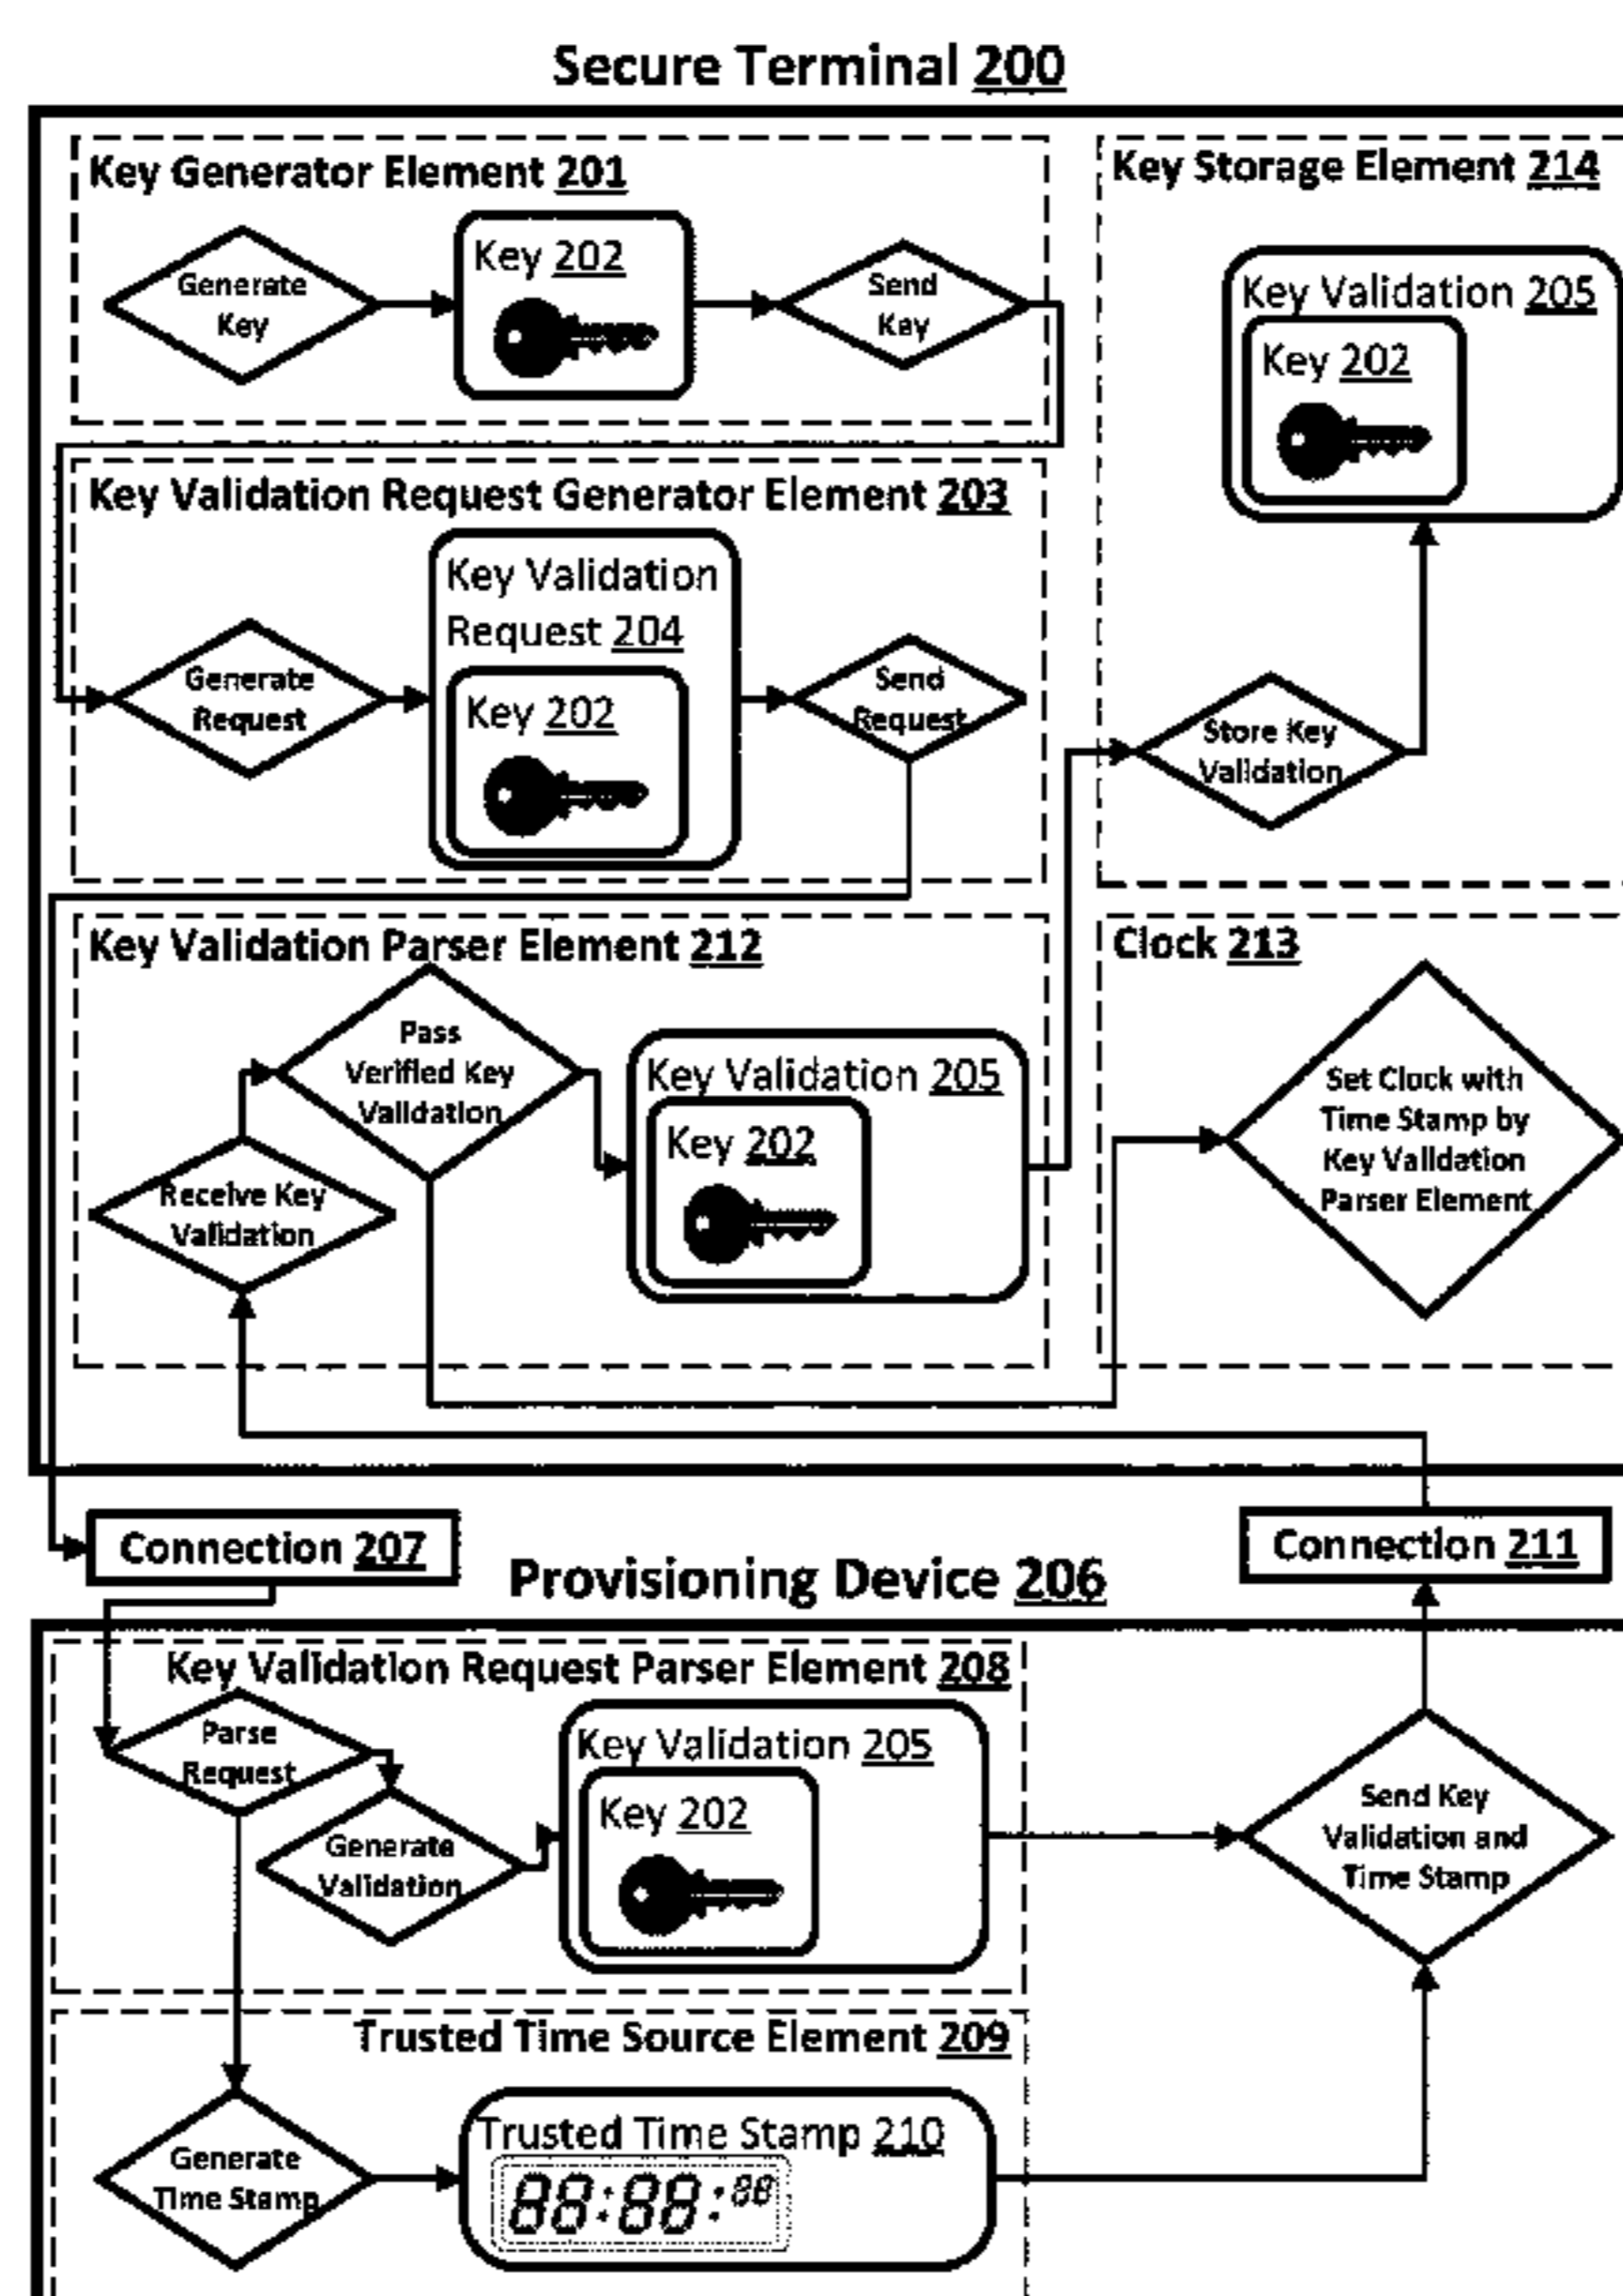 Secure Terminal 200
Key Generator Element 201
Generate
Key
Key 202
Send
Key
Key Storage Element 214
Key Validation 205
Key 202
Store Key
Validation
Key Validation Request Generator Element 203
Generate
Request
Key Validation
Request 204
Key 202
Send
Request
Key Validation Parser Element 212
Pass
Verified Key
Validation
Receive Key
Validation
Key Validation 205
Key 202
Clock 213
Set Clock with
Time Stamp by
Key Validation
Parser Element
Connection 207
Connection 211
Provisioning Device 206
Key Validation Request Parser Element 208
Parse
Request
Generate
Validation
Key Validation 205
Key 202
Send Key
Validation and
Time Stamp
Trusted Time Source Element 209
Generate
Time Stamp
Trusted Time Stamp 210
88:88:88